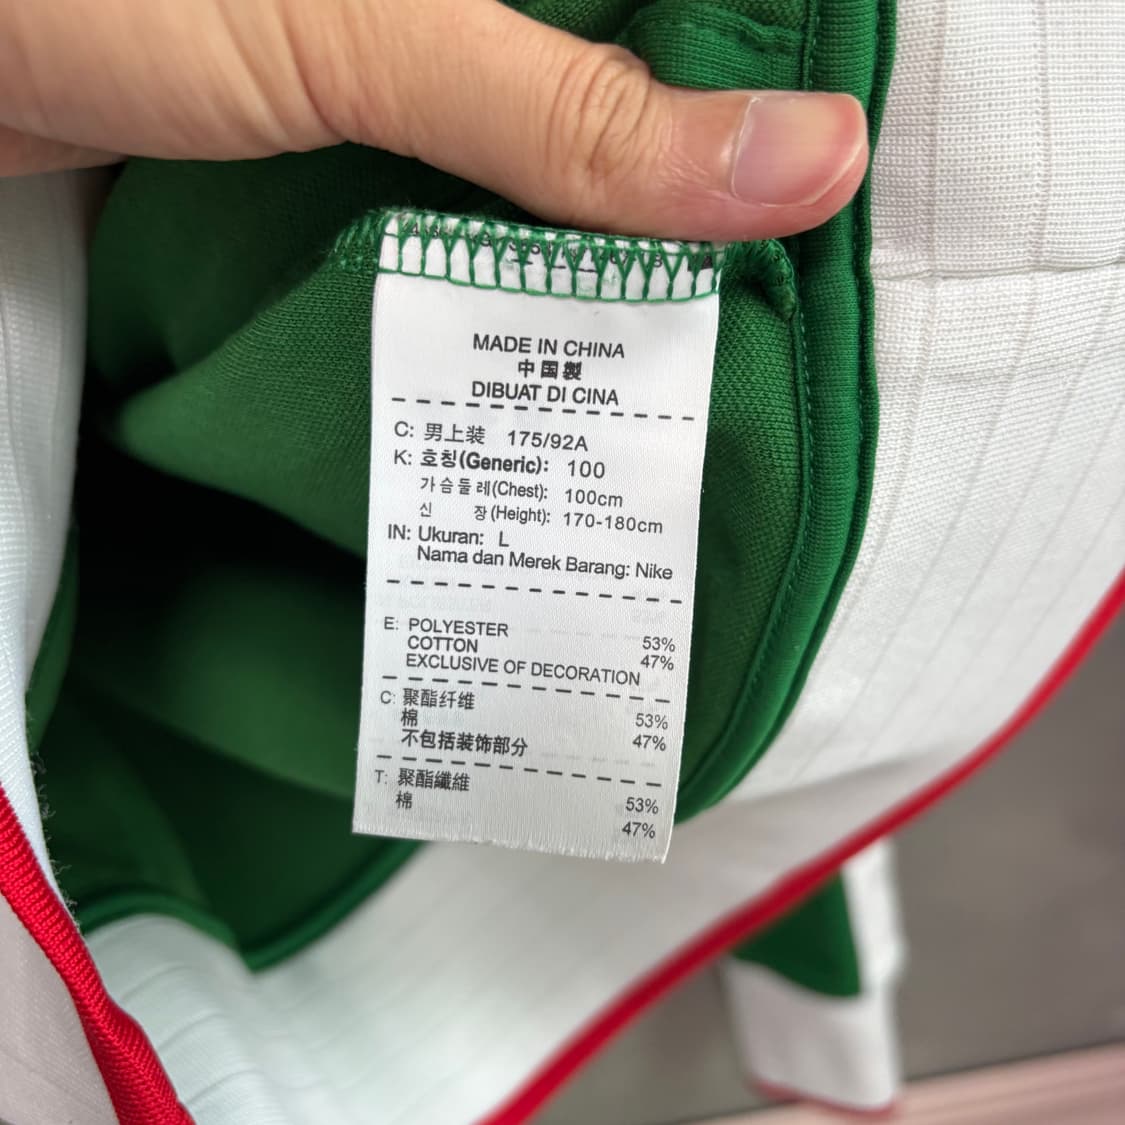 MADE IN CHINA
中国製
DIBUAT DI CINA
C: 男上装 175/92A
K: 호칭(Generic): 100
가슴둘레(Chest): 100cm
신 장(Height): 170-180cm
IN: Ukuran: L
Nama dan Merek Barang: Nike
E: POLYESTER 53%
COTTON 47%
EXCLUSIVE OF DECORATION
C: 聚酯纤维 53%
棉 47%
不包括装饰部分
T: 聚酯纖維 53%
棉 47%